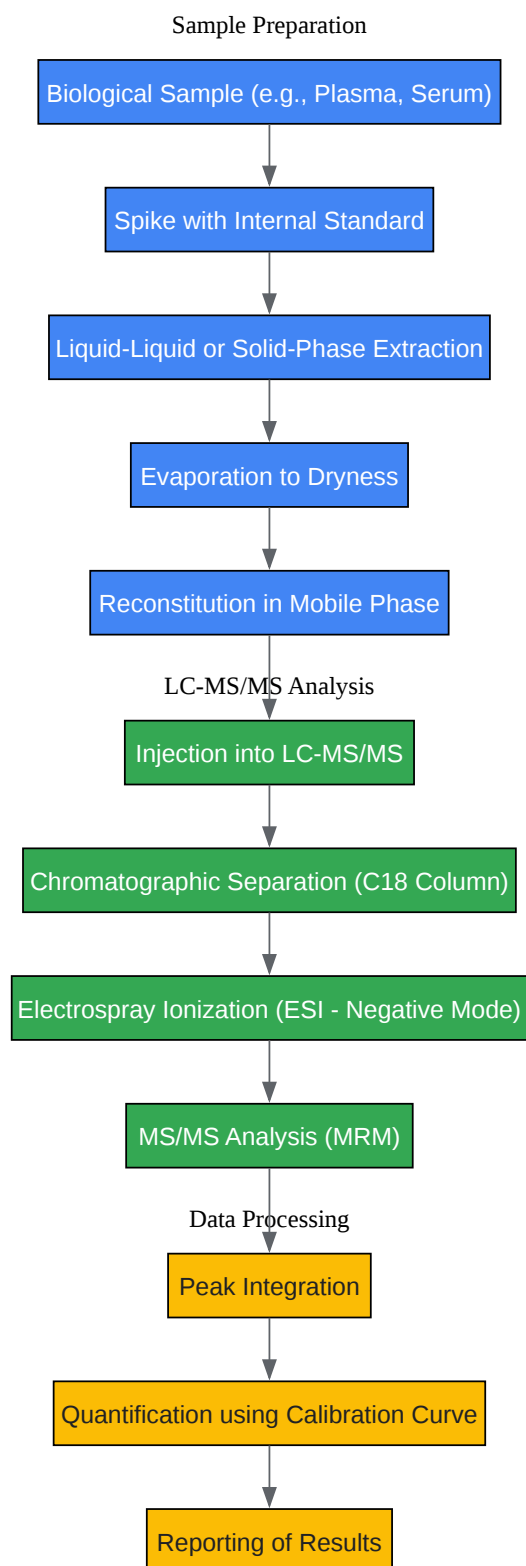 Sample Preparation
Biological Sample (e.g., Plasma, Serum)
Spike with Internal Standard
Liquid-Liquid or Solid-Phase Extraction
Evaporation to Dryness
Reconstitution in Mobile Phase
LC-MS/MS Analysis
Injection into LC-MS/MS
Chromatographic Separation (C18 Column)
Electrospray Ionization (ESI - Negative Mode)
MS/MS Analysis (MRM)
Data Processing
Peak Integration
Quantification using Calibration Curve
Reporting of Results